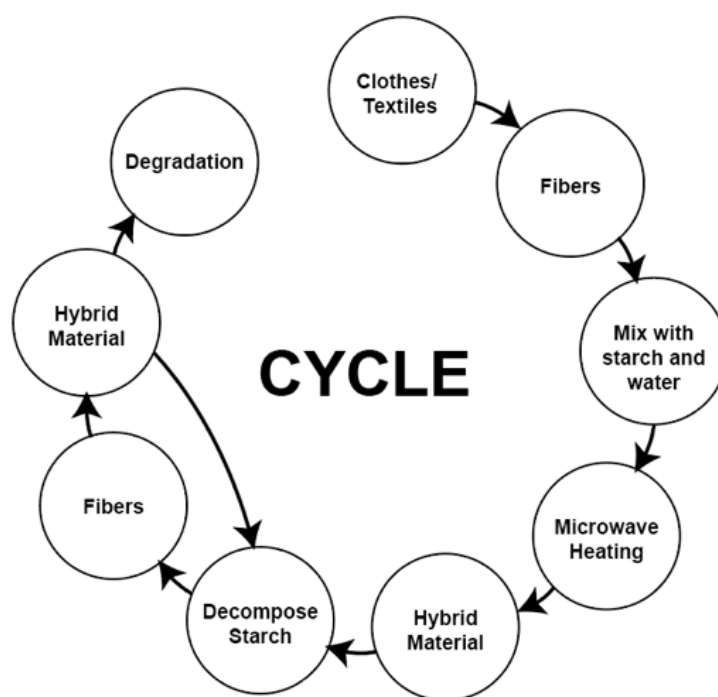 Clothes/
Textiles
Fibers
Mix with
starch and
water
Microwave
Heating
Hybrid
Material
Decompose
Starch
Fibers
Hybrid
Material
Degradation
CYCLE